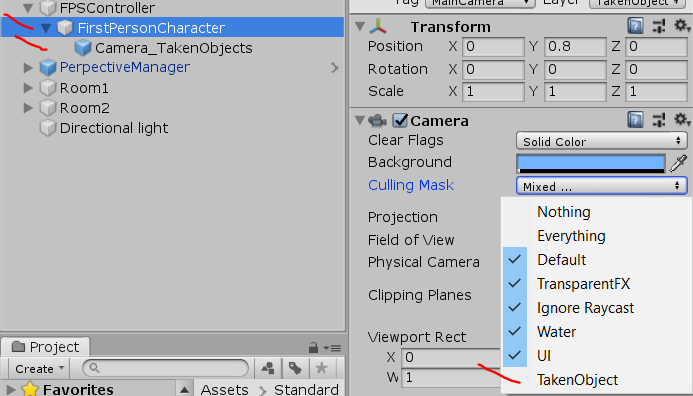 FPSController
FirstPersonCharacter
Camera_TakenObjects
PerpectiveManager
Room1
Room2
Directional light
Project
Create
Favorites
Assets > Standard
Tag MainCamera Layer TakenObject
Transform
Position X 0 Y 0.8 Z 0
Rotation X 0 Y 0 Z 0
Scale X 1 Y 1 Z 1
Camera
Clear Flags Solid Color
Background
Culling Mask Mixed ...
Projection
Field of View
Physical Camera
Clipping Planes
Viewport Rect
X 0
W 1
Nothing
Everything
Default
TransparentFX
Ignore Raycast
Water
UI
TakenObject